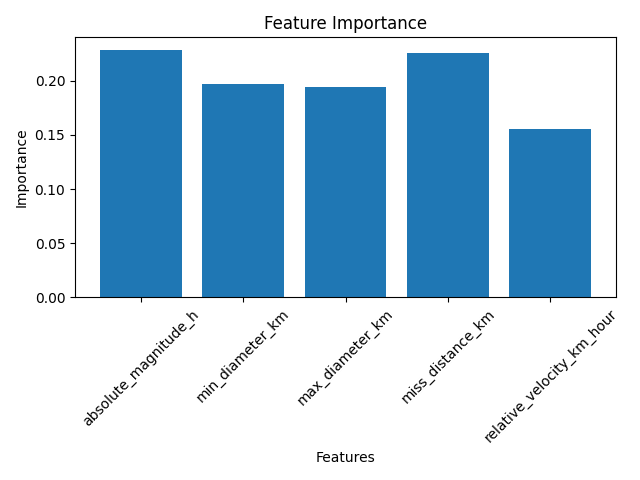 Feature Importance
Importance
0.20
0.15
0.10
0.05
0.00
absolute_magnitude_h
min_diameter_km
max_diameter_km
miss_distance_km
relative_velocity_km_hour
Features